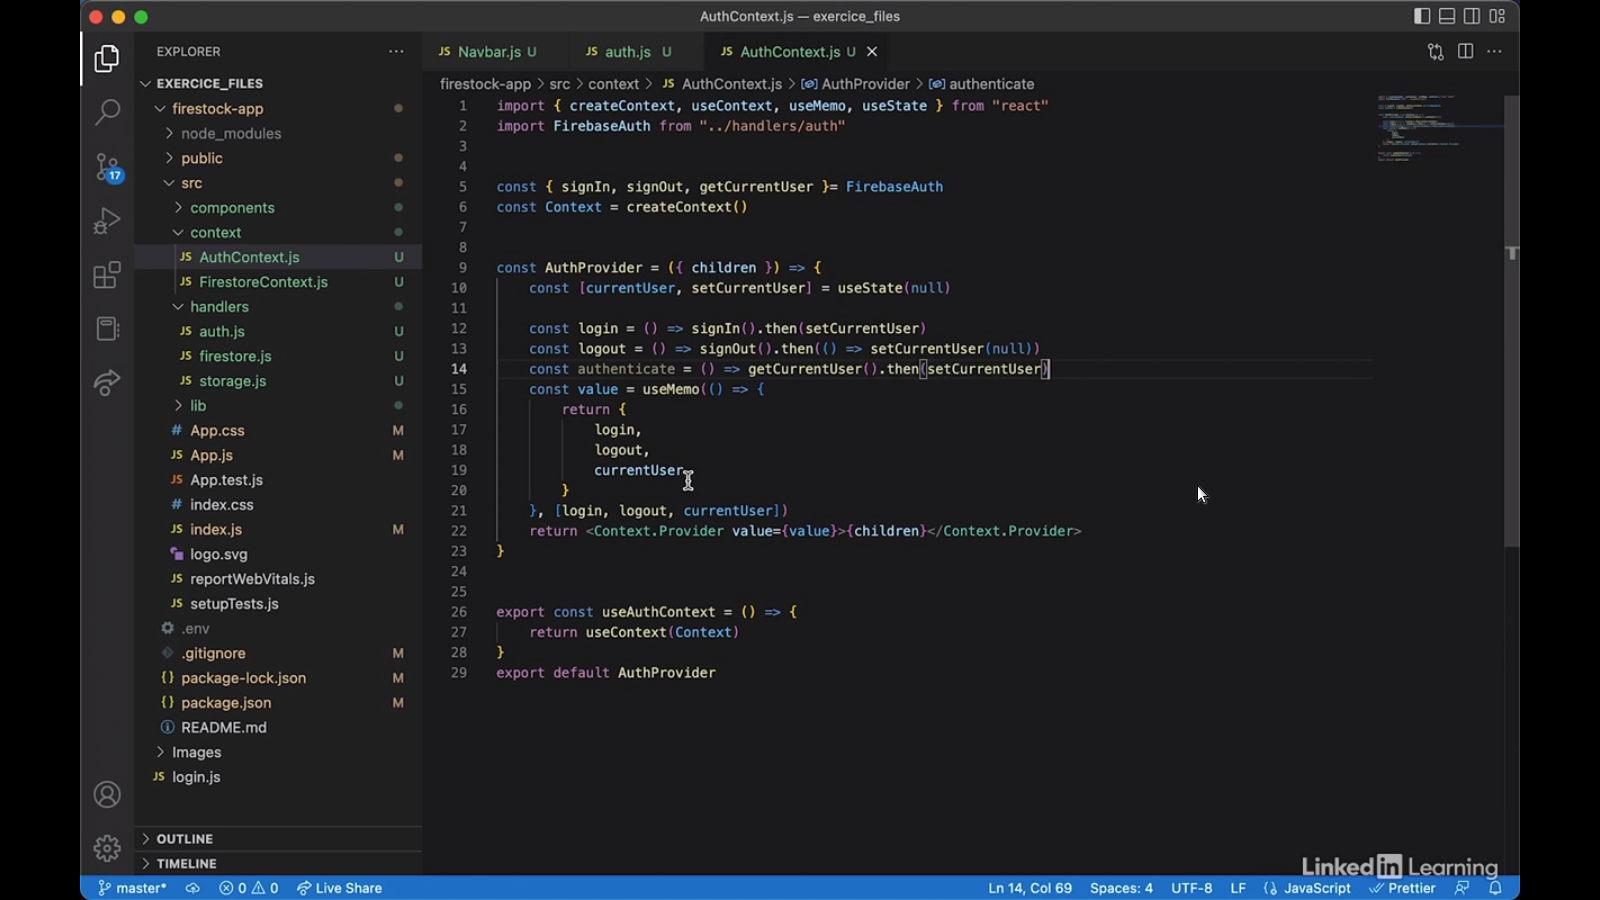 AuthContext.js — exercice_files
EXPLORER
EXERCICE_FILES
firestock-app
node_modules
public
src
components
context
JS AuthContext.js U
JS FirestoreContext.js U
handlers
JS auth.js U
JS firestore.js U
JS storage.js U
lib
# App.css M
JS App.js M
JS App.test.js
# index.css
JS index.js M
logo.svg
JS reportWebVitals.js
JS setupTests.js
.env
.gitignore M
{} package-lock.json M
{} package.json M
README.md
Images
JS login.js
OUTLINE
TIMELINE
17
JS Navbar.js U
JS auth.js U
JS AuthContext.js U
firestock-app > src > context > JS AuthContext.js > AuthProvider > authenticate
1 import { createContext, useContext, useMemo, useState } from "react"
2 import FirebaseAuth from "../handlers/auth"
3
4
5 const { signIn, signOut, getCurrentUser }= FirebaseAuth
6 const Context = createContext()
7
8
9 const AuthProvider = ({ children }) => {
10 const [currentUser, setCurrentUser] = useState(null)
11
12 const login = () => signIn().then(setCurrentUser)
13 const logout = () => signOut().then(() => setCurrentUser(null))
14 const authenticate = () => getCurrentUser().then(setCurrentUser)
15 const value = useMemo(() => {
16 return {
17 login,
18 logout,
19 currentUser
20 }
21 }, [login, logout, currentUser])
22 return <Context.Provider value={value}>{children}</Context.Provider>
23 }
24
25
26 export const useAuthContext = () => {
27 return useContext(Context)
28 }
29 export default AuthProvider
LinkedIn Learning
master* 0 0 Live Share Ln 14, Col 69 Spaces: 4 UTF-8 LF {} JavaScript Prettier